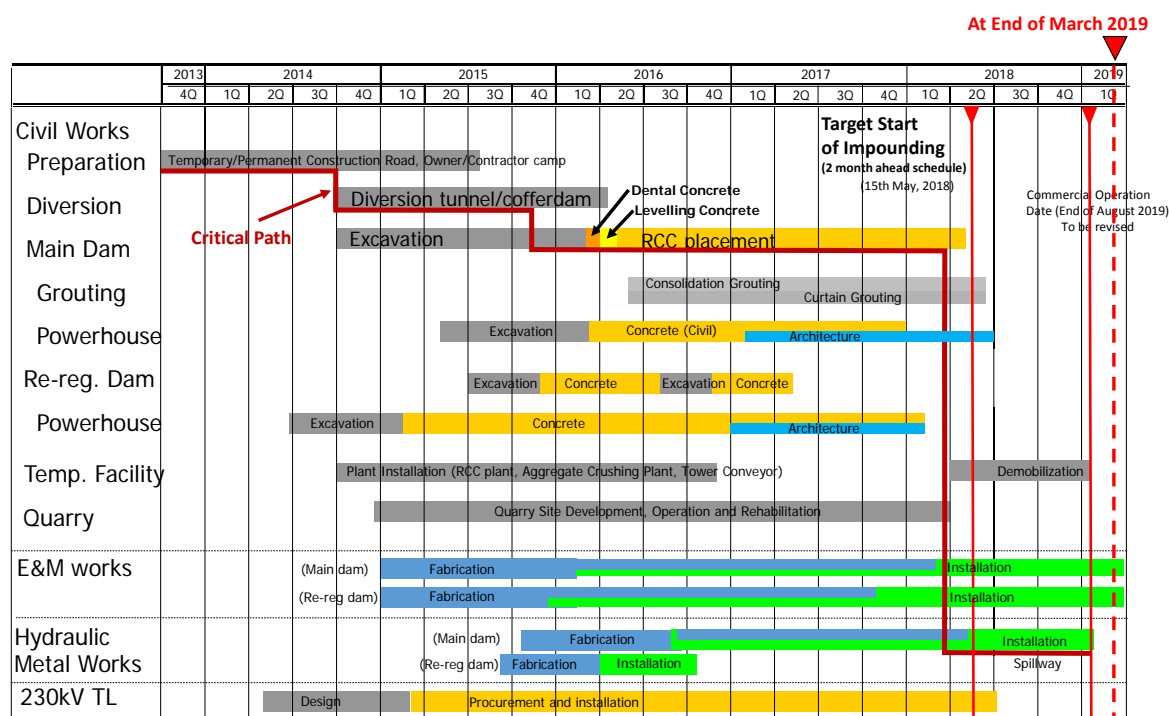 At End of March 2019
2013 2014 2015 2016 2017 2018 2019
4Q 1Q 2Q 3Q 4Q 1Q 2Q 3Q 4Q 1Q 2Q 3Q 4Q 1Q 2Q 3Q 4Q 1Q 2Q 3Q 4Q 1Q
Civil Works
Target Start
of Impounding
(2 month ahead schedule)
(15th May, 2018)
Preparation
Temporary/Permanent Construction Road, Owner/Contractor camp
Diversion
Diversion tunnel/cofferdam
Dental Concrete
Levelling Concrete
Commercial Operation
Date (End of August 2019)
To be revised
Critical Path
Main Dam
Excavation
RCC placement
Grouting
Consolidation Grouting
Curtain Grouting
Powerhouse
Excavation
Concrete (Civil)
Architecture
Re-reg. Dam
Excavation
Concrete
Excavation
Concrete
Powerhouse
Excavation
Concrete
Architecture
Temp. Facility
Plant Installation (RCC plant, Aggregate Crushing Plant, Tower Conveyor)
Demobilization
Quarry
Quarry Site Development, Operation and Rehabilitation
E&M works
(Main dam)
Fabrication
Installation
(Re-reg dam)
Fabrication
Installation
Hydraulic
Metal Works
(Main dam)
Fabrication
Installation
(Re-reg dam)
Fabrication
Installation
Spillway
230kV TL
Design
Procurement and installation